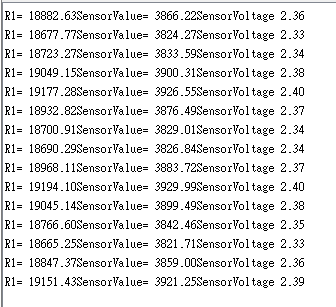 R1= 18882.63SensorValue= 3866.22SensorVoltage 2.36
R1= 18677.77SensorValue= 3824.27SensorVoltage 2.33
R1= 18723.27SensorValue= 3833.59SensorVoltage 2.34
R1= 19049.15SensorValue= 3900.31SensorVoltage 2.38
R1= 19177.28SensorValue= 3926.55SensorVoltage 2.40
R1= 18932.82SensorValue= 3876.49SensorVoltage 2.37
R1= 18700.91SensorValue= 3829.01SensorVoltage 2.34
R1= 18690.29SensorValue= 3826.84SensorVoltage 2.34
R1= 18968.11SensorValue= 3883.72SensorVoltage 2.37
R1= 19194.10SensorValue= 3929.99SensorVoltage 2.40
R1= 19045.14SensorValue= 3899.49SensorVoltage 2.38
R1= 18766.60SensorValue= 3842.46SensorVoltage 2.35
R1= 18665.25SensorValue= 3821.71SensorVoltage 2.33
R1= 18847.37SensorValue= 3859.00SensorVoltage 2.36
R1= 19151.43SensorValue= 3921.25SensorVoltage 2.39